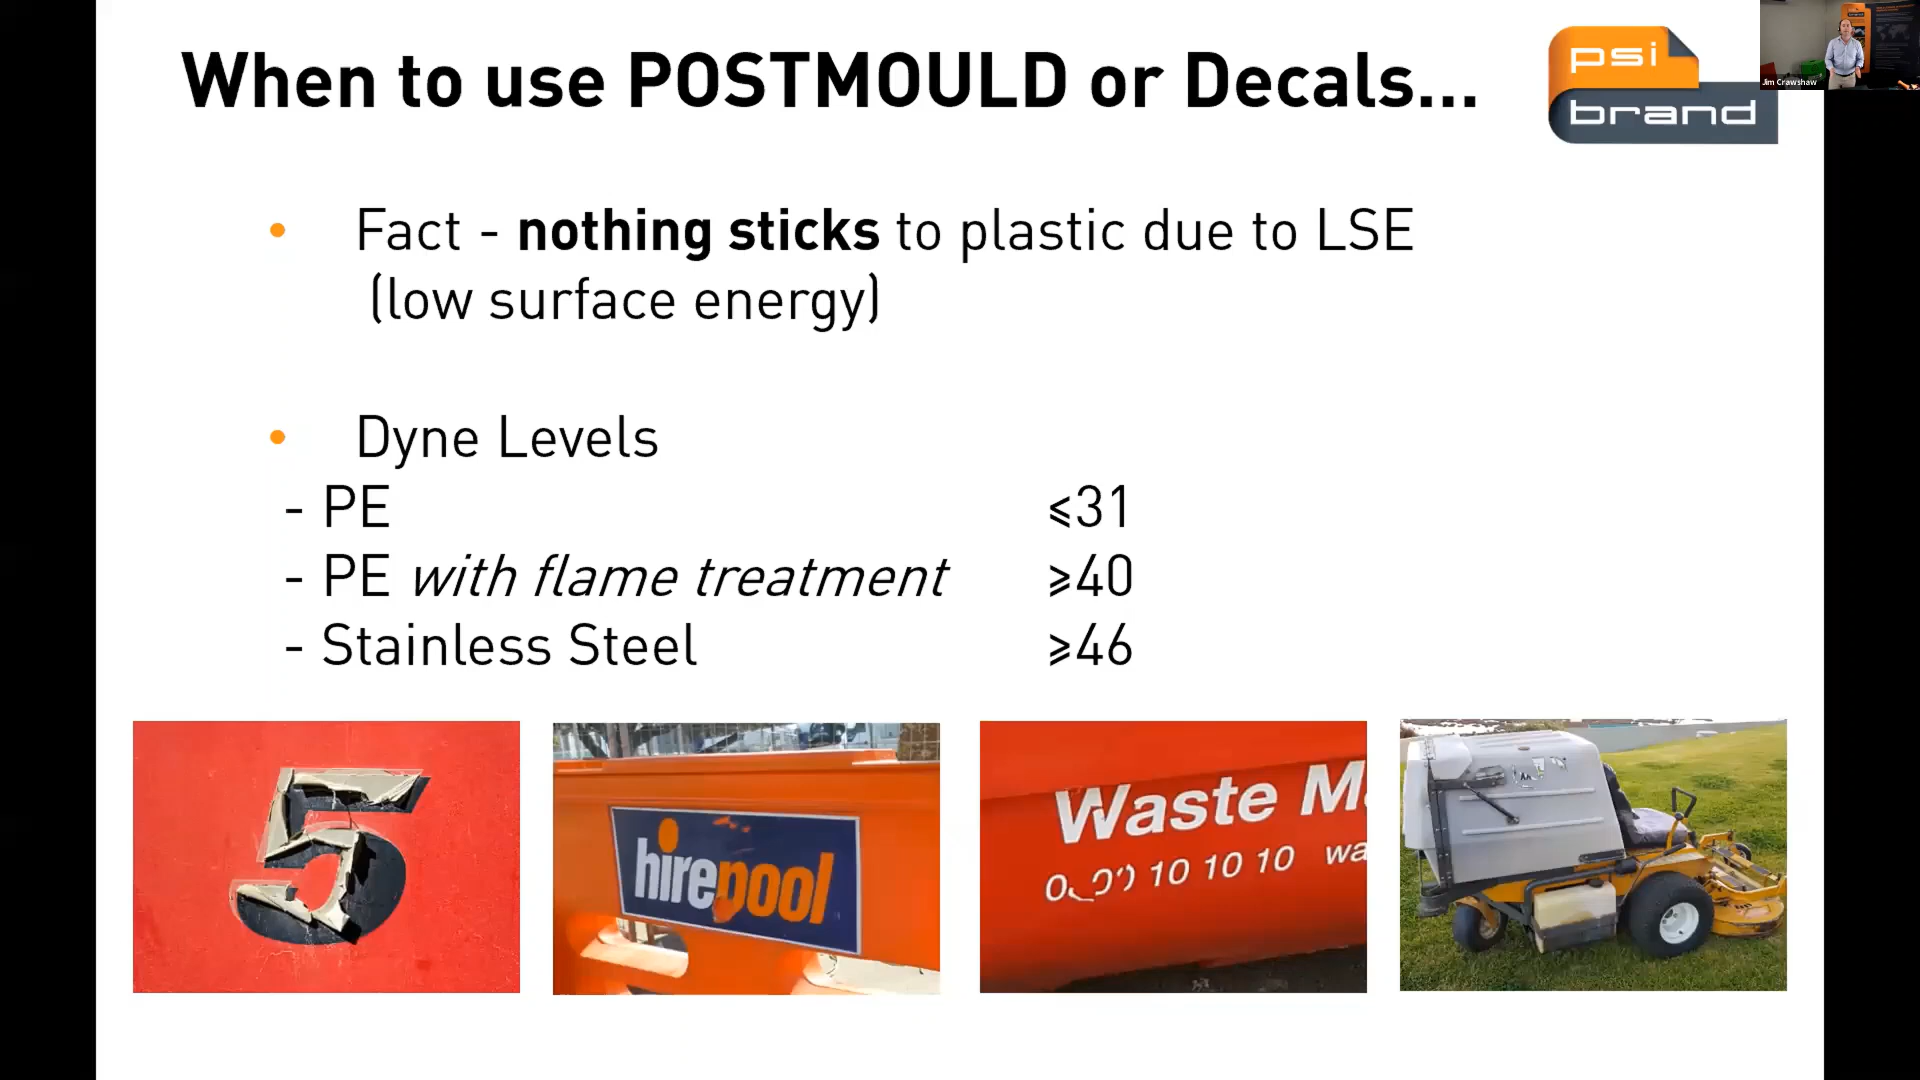 When to use POSTMOULD or Decals...
psi
brand
Jim Crawshaw
• Fact - nothing sticks to plastic due to LSE
(low surface energy)
• Dyne Levels
- PE ≤31
- PE with flame treatment ≥40
- Stainless Steel ≥46
5
hirepool
Waste M
10 10 10 wa